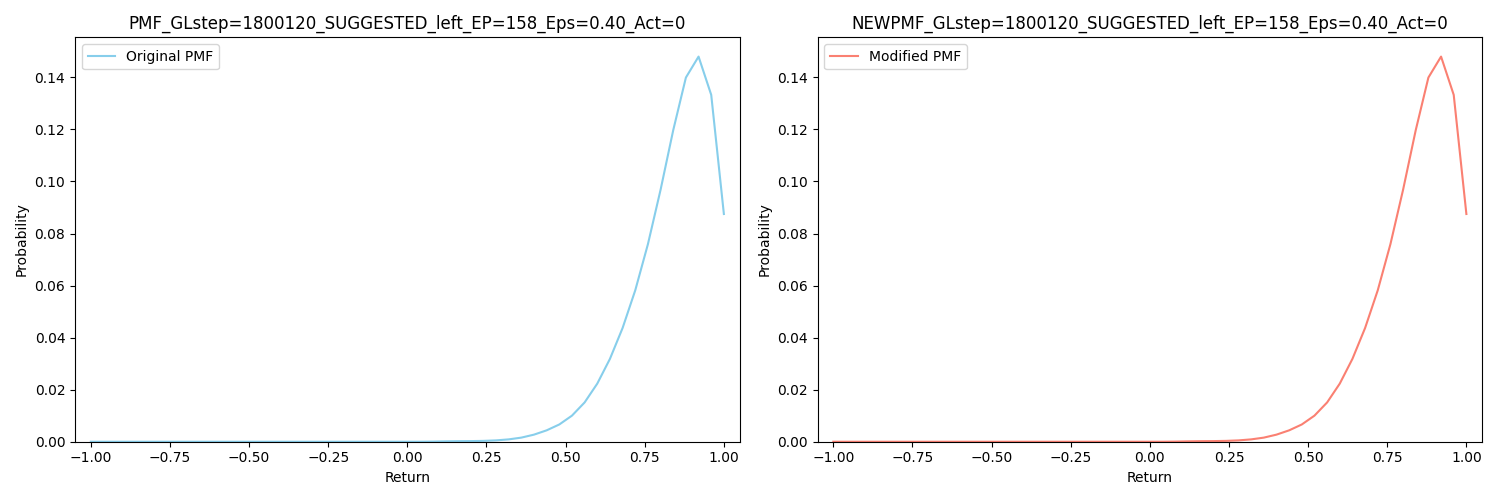 PMF_GLstep=1800120_SUGGESTED_left_EP=158_Eps=0.40_Act=0
Original PMF
Probability
0.14
0.12
0.10
0.08
0.06
0.04
0.02
0.00
−1.00 −0.75 −0.50 −0.25 0.00 0.25 0.50 0.75 1.00
Return
NEWPMF_GLstep=1800120_SUGGESTED_left_EP=158_Eps=0.40_Act=0
Modified PMF
Probability
0.14
0.12
0.10
0.08
0.06
0.04
0.02
0.00
−1.00 −0.75 −0.50 −0.25 0.00 0.25 0.50 0.75 1.00
Return